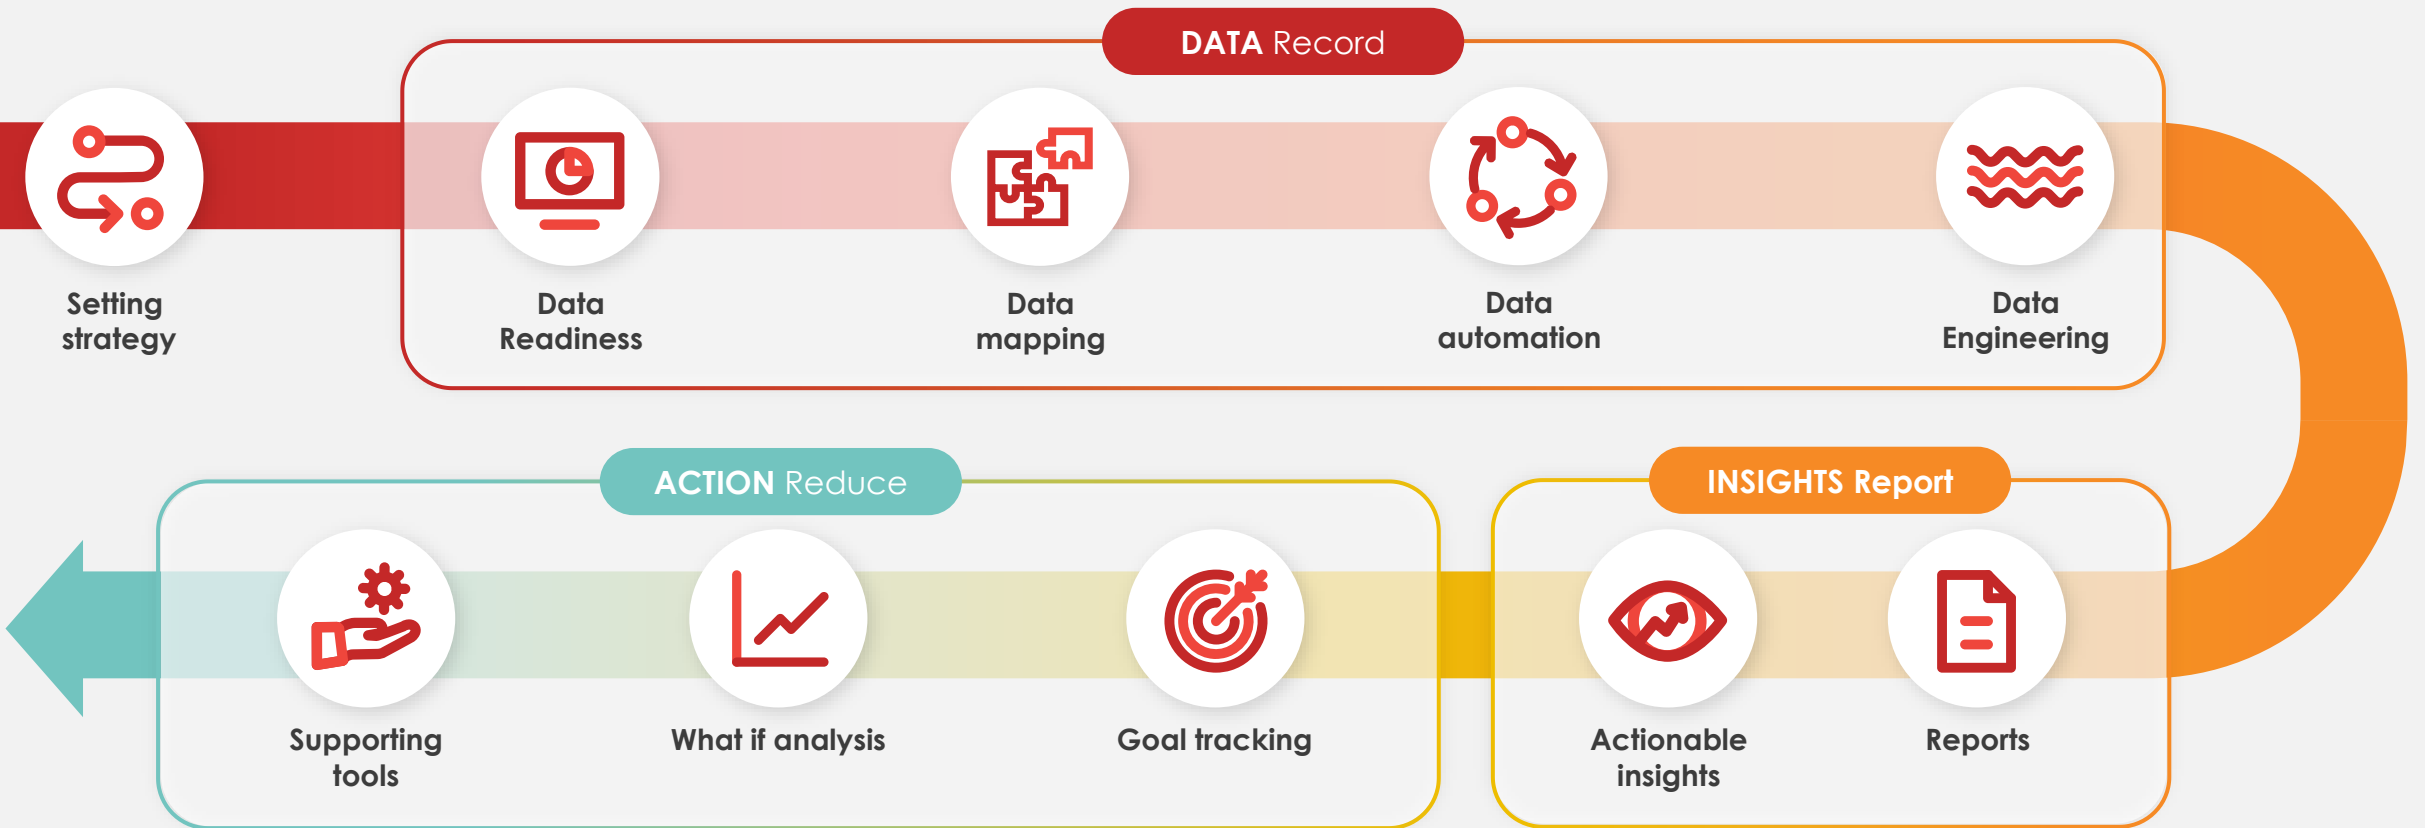 DATA Record
Setting
strategy
Data
Readiness
Data
mapping
Data
automation
Data
Engineering
ACTION Reduce
INSIGHTS Report
Supporting
tools
What if analysis
Goal tracking
Actionable
insights
Reports